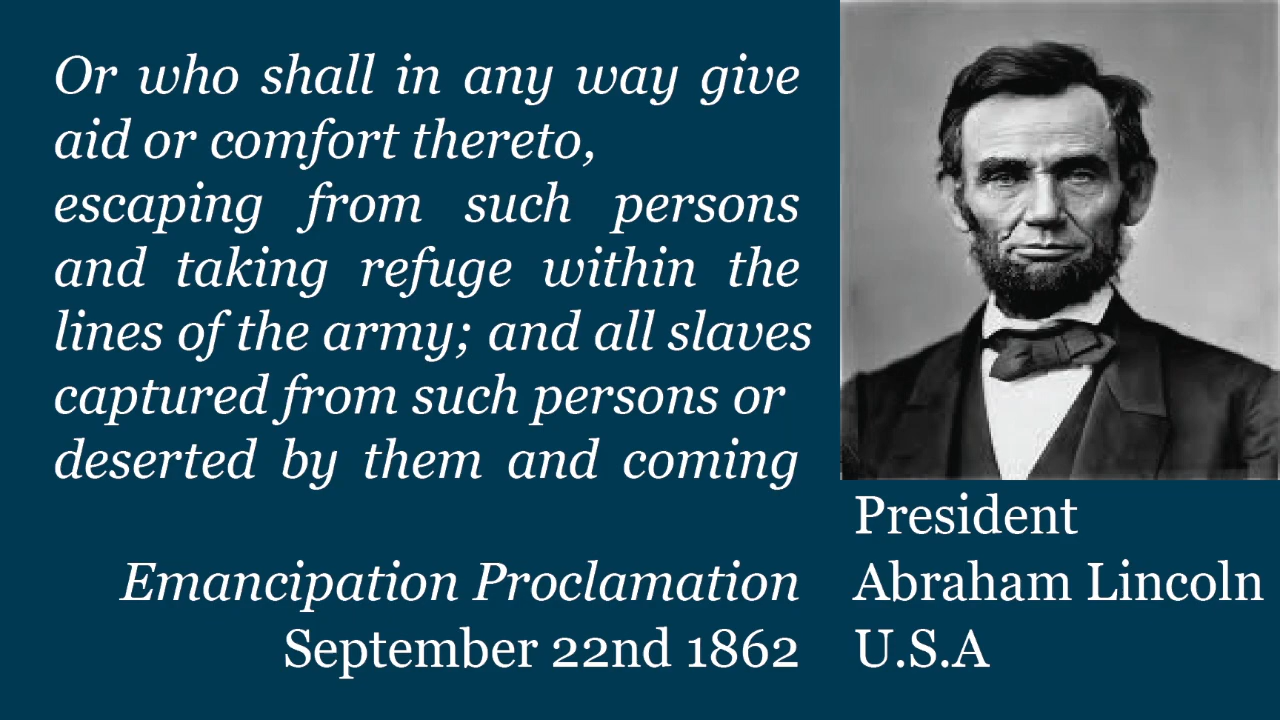 Or who shall in any way give
aid or comfort thereto,
escaping from such persons
and taking refuge within the
lines of the army; and all slaves
captured from such persons or
deserted by them and coming
Emancipation Proclamation
September 22nd 1862
President
Abraham Lincoln
U.S.A